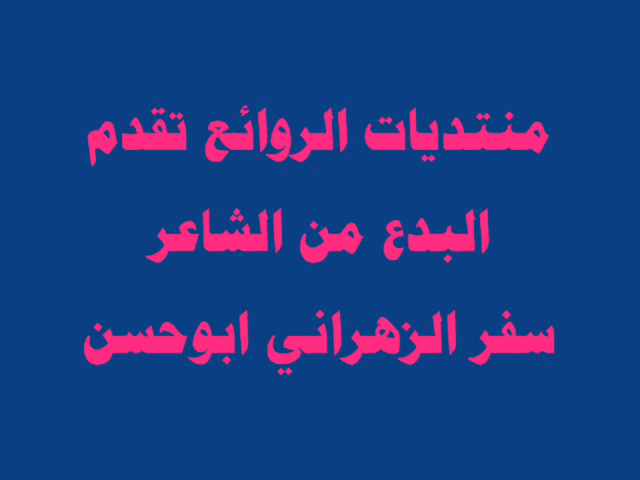 منتديات الروائع تقدم
البدع من الشاعر
سفر الزهراني ابوحسن